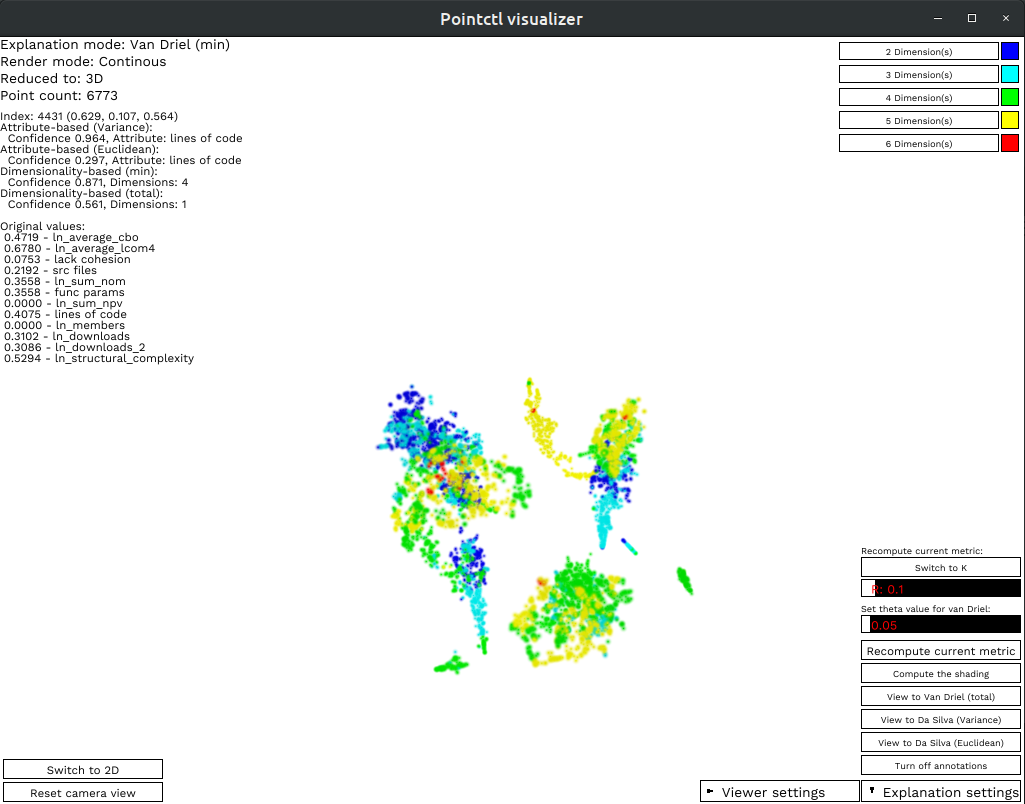 Pointctl visualizer
Explanation mode: Van Driel (min)
Render mode: Continous
Reduced to: 3D
Point count: 6773
Index: 4431 (0.629, 0.107, 0.564)
Attribute-based (Variance):
Confidence 0.964, Attribute: lines of code
Attribute-based (Euclidean):
Confidence 0.297, Attribute: lines of code
Dimensionality-based (min):
Confidence 0.871, Dimensions: 4
Dimensionality-based (total):
Confidence 0.561, Dimensions: 1
Original values:
0.4719 - ln_average_cbo
0.6780 - ln_average_lcom4
0.0753 - lack cohesion
0.2192 - src files
0.3558 - ln_sum_nom
0.3558 - func params
0.0000 - ln_sum_npv
0.4075 - lines of code
0.0000 - ln_members
0.3102 - ln_downloads
0.3086 - ln_downloads_2
0.5294 - ln_structural_complexity
2 Dimension(s)
3 Dimension(s)
4 Dimension(s)
5 Dimension(s)
6 Dimension(s)
Recompute current metric:
Switch to K
R: 0.1
Set theta value for van Driel:
0.05
Recompute current metric
Compute the shading
View to Van Driel (total)
View to Da Silva (Variance)
View to Da Silva (Euclidean)
Turn off annotations
Switch to 2D
Reset camera view
Viewer settings
Explanation settings